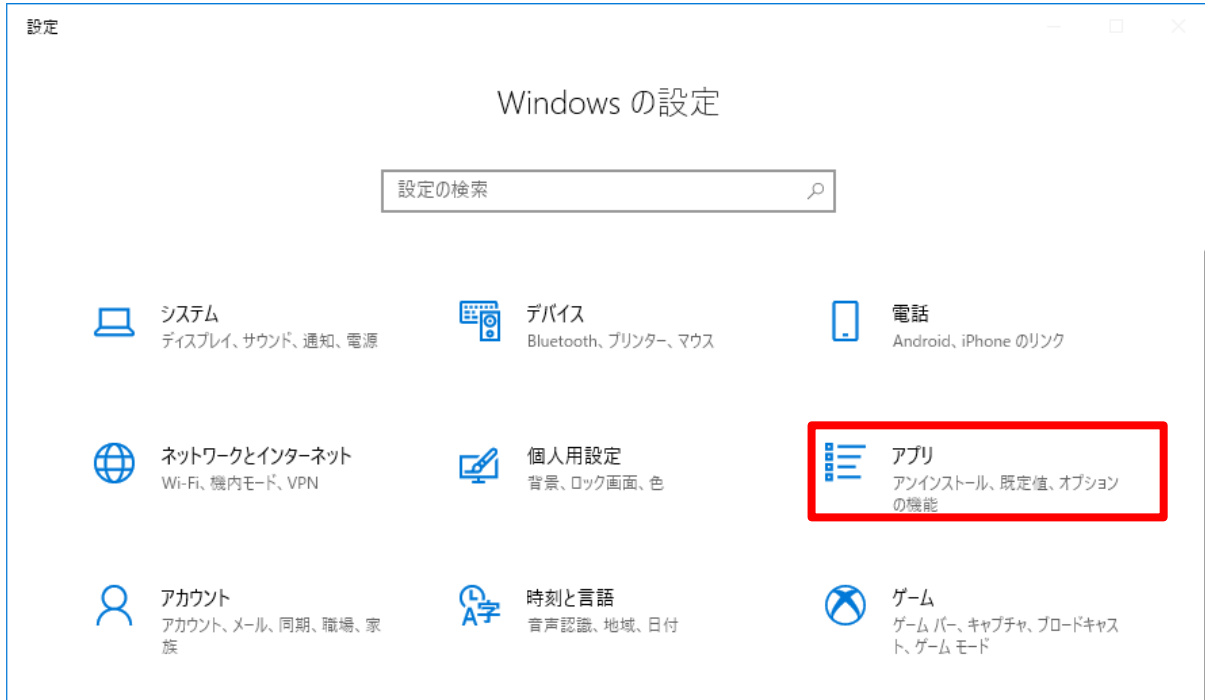 設定
Windows の設定
設定の検索
システム
ディスプレイ、サウンド、通知、電源
デバイス
Bluetooth、プリンター、マウス
電話
Android、iPhone のリンク
ネットワークとインターネット
Wi-Fi、機内モード、VPN
個人用設定
背景、ロック画面、色
アプリ
アンインストール、既定値、オプション
の機能
アカウント
アカウント、メール、同期、職場、家
族
時刻と言語
音声認識、地域、日付
ゲーム
ゲーム バー、キャプチャ、ブロードキャス
ト、ゲーム モード